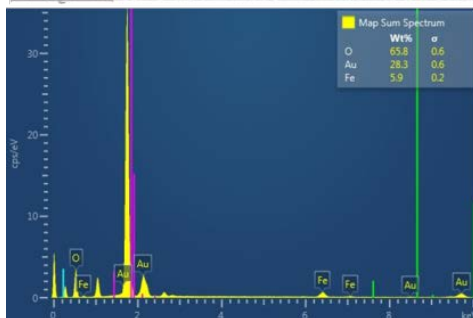 Map Sum Spectrum
Wt% σ
O 65.8 0.6
Au 28.3 0.6
Fe 5.9 0.2
30
20
10
0
cps/eV
O
Fe
Au
Au
Fe
Fe
Au
Au
0 2 4 6 8